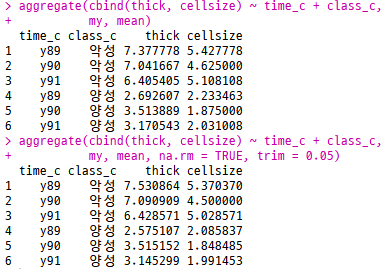 > aggregate(cbind(thick, cellsize) ~ time_c + class_c,
+           my, mean)
  time_c class_c    thick cellsize
1    y89    악성 7.377778 5.427778
2    y90    악성 7.041667 4.625000
3    y91    악성 6.405405 5.108108
4    y89    양성 2.692607 2.233463
5    y90    양성 3.513889 1.875000
6    y91    양성 3.170543 2.031008
> aggregate(cbind(thick, cellsize) ~ time_c + class_c,
+           my, mean, na.rm = TRUE, trim = 0.05)
  time_c class_c    thick cellsize
1    y89    악성 7.530864 5.370370
2    y90    악성 7.090909 4.500000
3    y91    악성 6.428571 5.028571
4    y89    양성 2.575107 2.085837
5    y90    양성 3.515152 1.848485
6    y91    양성 3.145299 1.991453